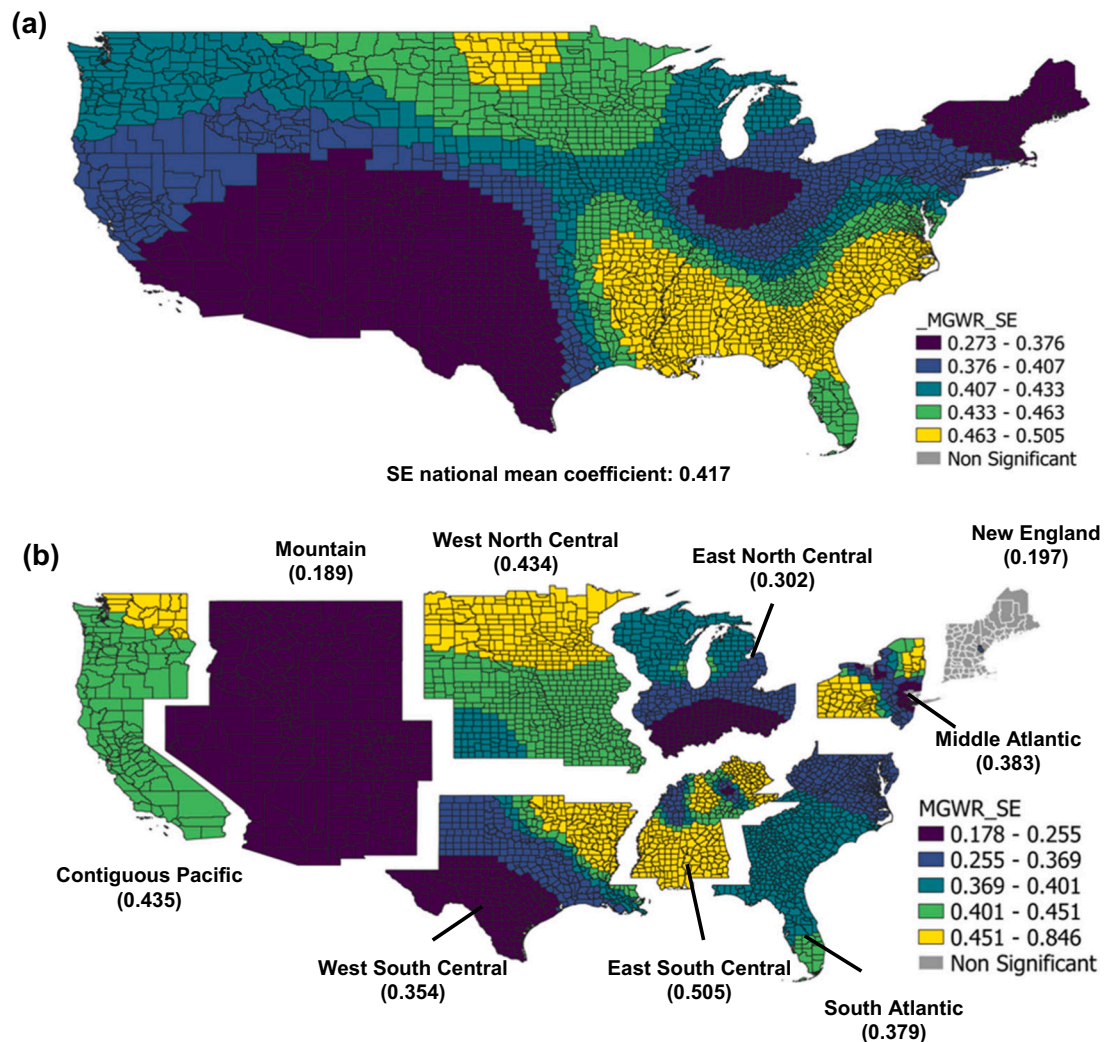 (a)
_MGWR_SE
0.273 - 0.376
0.376 - 0.407
0.407 - 0.433
0.433 - 0.463
0.463 - 0.505
Non Significant
SE national mean coefficient: 0.417
(b)
Mountain
(0.189)
West North Central
(0.434)
East North Central
(0.302)
New England
(0.197)
Middle Atlantic
(0.383)
Contiguous Pacific
(0.435)
West South Central
(0.354)
East South Central
(0.505)
South Atlantic
(0.379)
MGWR_SE
0.178 - 0.255
0.255 - 0.369
0.369 - 0.401
0.401 - 0.451
0.451 - 0.846
Non Significant